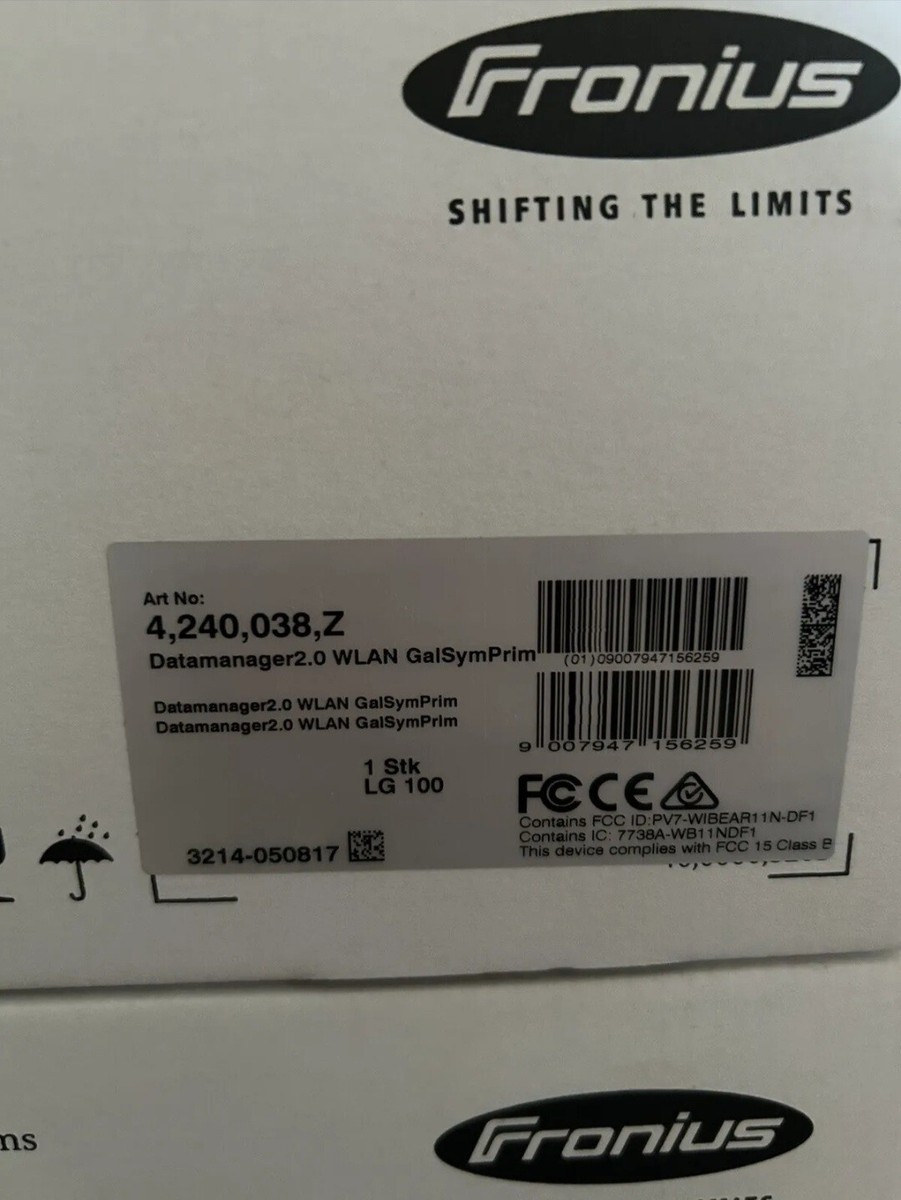 Fronius
SHIFTING THE LIMITS
Art No:
4,240,038,Z
Datamanager2.0 WLAN GalSymPrim
(01)09007947156259
Datamanager2.0 WLAN GalSymPrim
Datamanager2.0 WLAN GalSymPrim
9 007947 156259
1 Stk
LG 100
FC CE
Contains FCC ID:PV7-WIBEAR11N-DF1
Contains IC: 7738A-WB11NDF1
This device complies with FCC 15 Class B
3214-050817
ms
Fronius